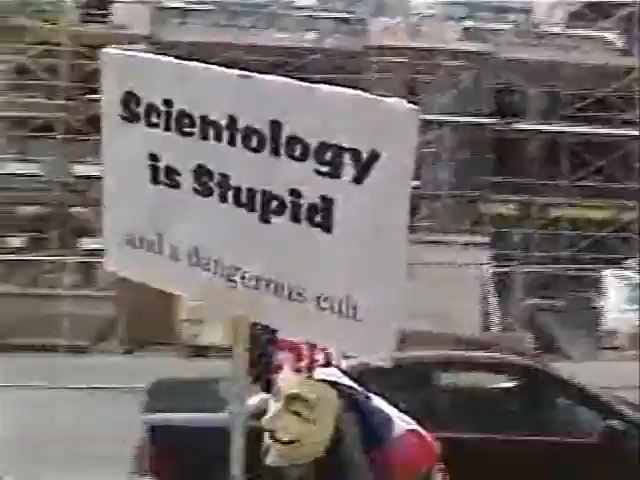 Scientology
is Stupid
and a dangerous cult.